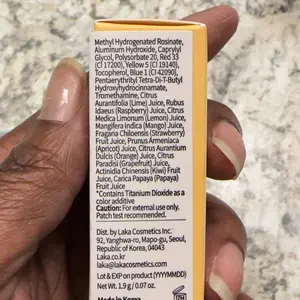 Methyl Hydrogenated Rosinate,
Aluminum Hydroxide, Caprylyl
Glycol, Polysorbate 20, Red 33
(CI 17200), Yellow 5 (CI 19140),
Tocopherol, Blue 1 (CI 42090),
Pentaerythrityl Tetra-Di-T-Butyl
Hydroxyhydrocinnamate,
Tromethamine, Citrus
Aurantifolia (Lime) Juice, Rubus
Idaeus (Raspberry) Juice, Citrus
Medica Limonum (Lemon) Juice,
Mangifera Indica (Mango) Juice,
Fragaria Chiloensis (Strawberry)
Fruit Juice, Prunus Armeniaca
(Apricot) Juice, Citrus Aurantium
Dulcis (Orange) Juice, Citrus
Paradisi (Grapefruit) Juice,
Actinidia Chinensis (Kiwi) Fruit
Juice, Carica Papaya (Papaya)
Fruit Juice
*Contains Titanium Dioxide as a
color additive
Caution: For external use only.
Patch test recommended.
Dist. by Laka Cosmetics Inc.
92, Yanghwa-ro, Mapo-gu, Seoul,
Republic of Korea, 04043
Laka.co.kr
laka@lakacosmetics.com
Lot & EXP on product (YYYYMMDD)
Net Wt. 1.9 g / 0.07 oz.
Made in Korea